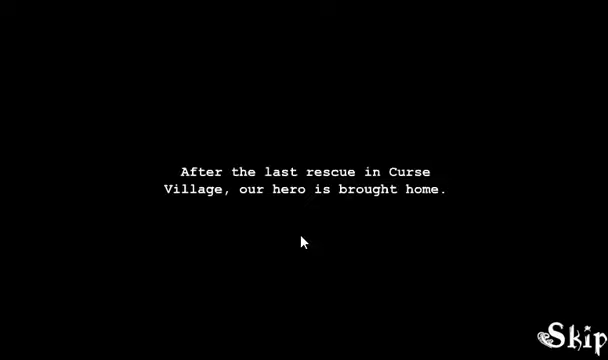 After the last rescue in Curse
Village, our hero is brought home.
Skip